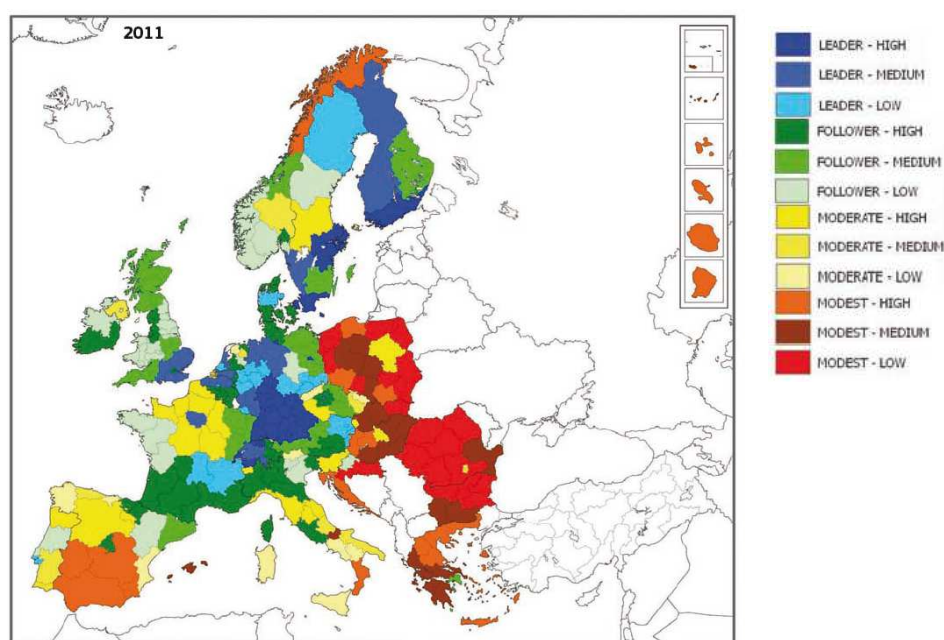 2011
LEADER - HIGH
LEADER - MEDIUM
LEADER - LOW
FOLLOWER - HIGH
FOLLOWER - MEDIUM
FOLLOWER - LOW
MODERATE - HIGH
MODERATE - MEDIUM
MODERATE - LOW
MODEST - HIGH
MODEST - MEDIUM
MODEST - LOW